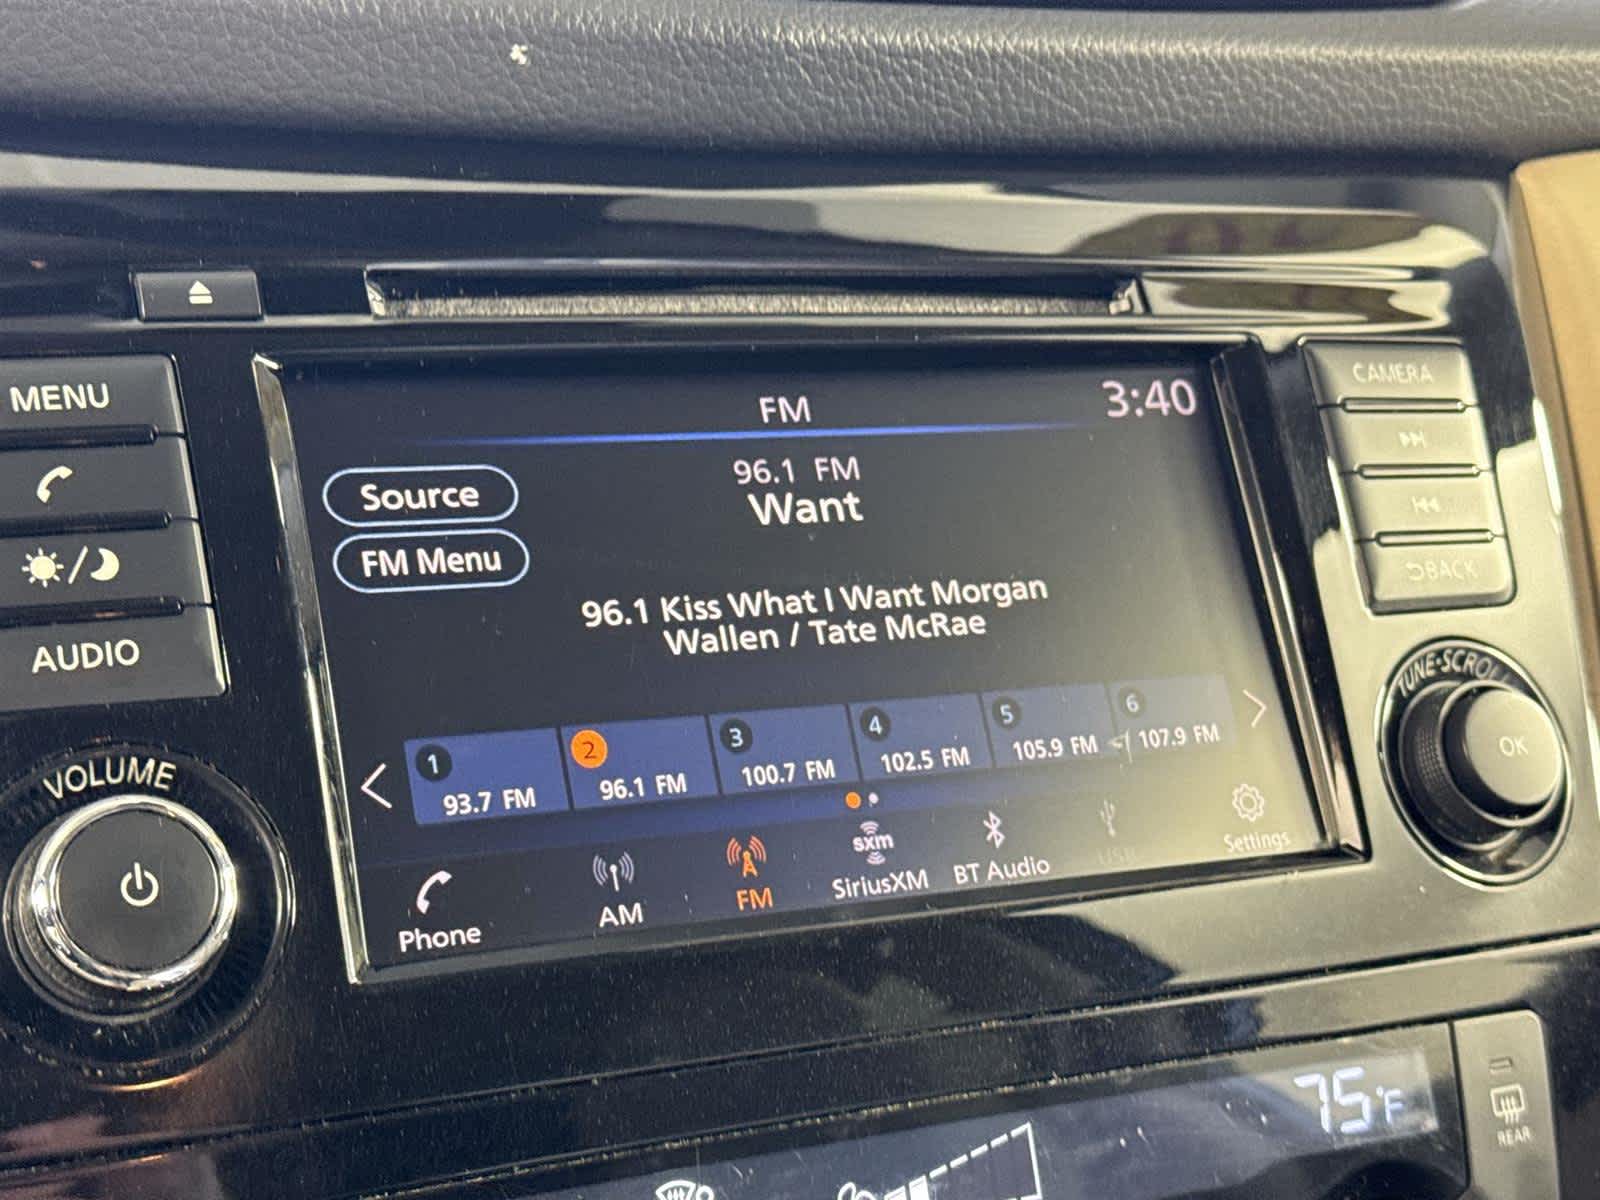 MENU
AUDIO
VOLUME
FM
3:40
Source
FM Menu
96.1 FM
Want
96.1 Kiss What I Want Morgan
Wallen / Tate McRae
1
93.7 FM
2
96.1 FM
3
100.7 FM
4
102.5 FM
5
105.9 FM
6
107.9 FM
Phone
AM
FM
sxm
SiriusXM
BT Audio
USB
Settings
CAMERA
BACK
TUNE•SCROLL
OK
75°F
REAR